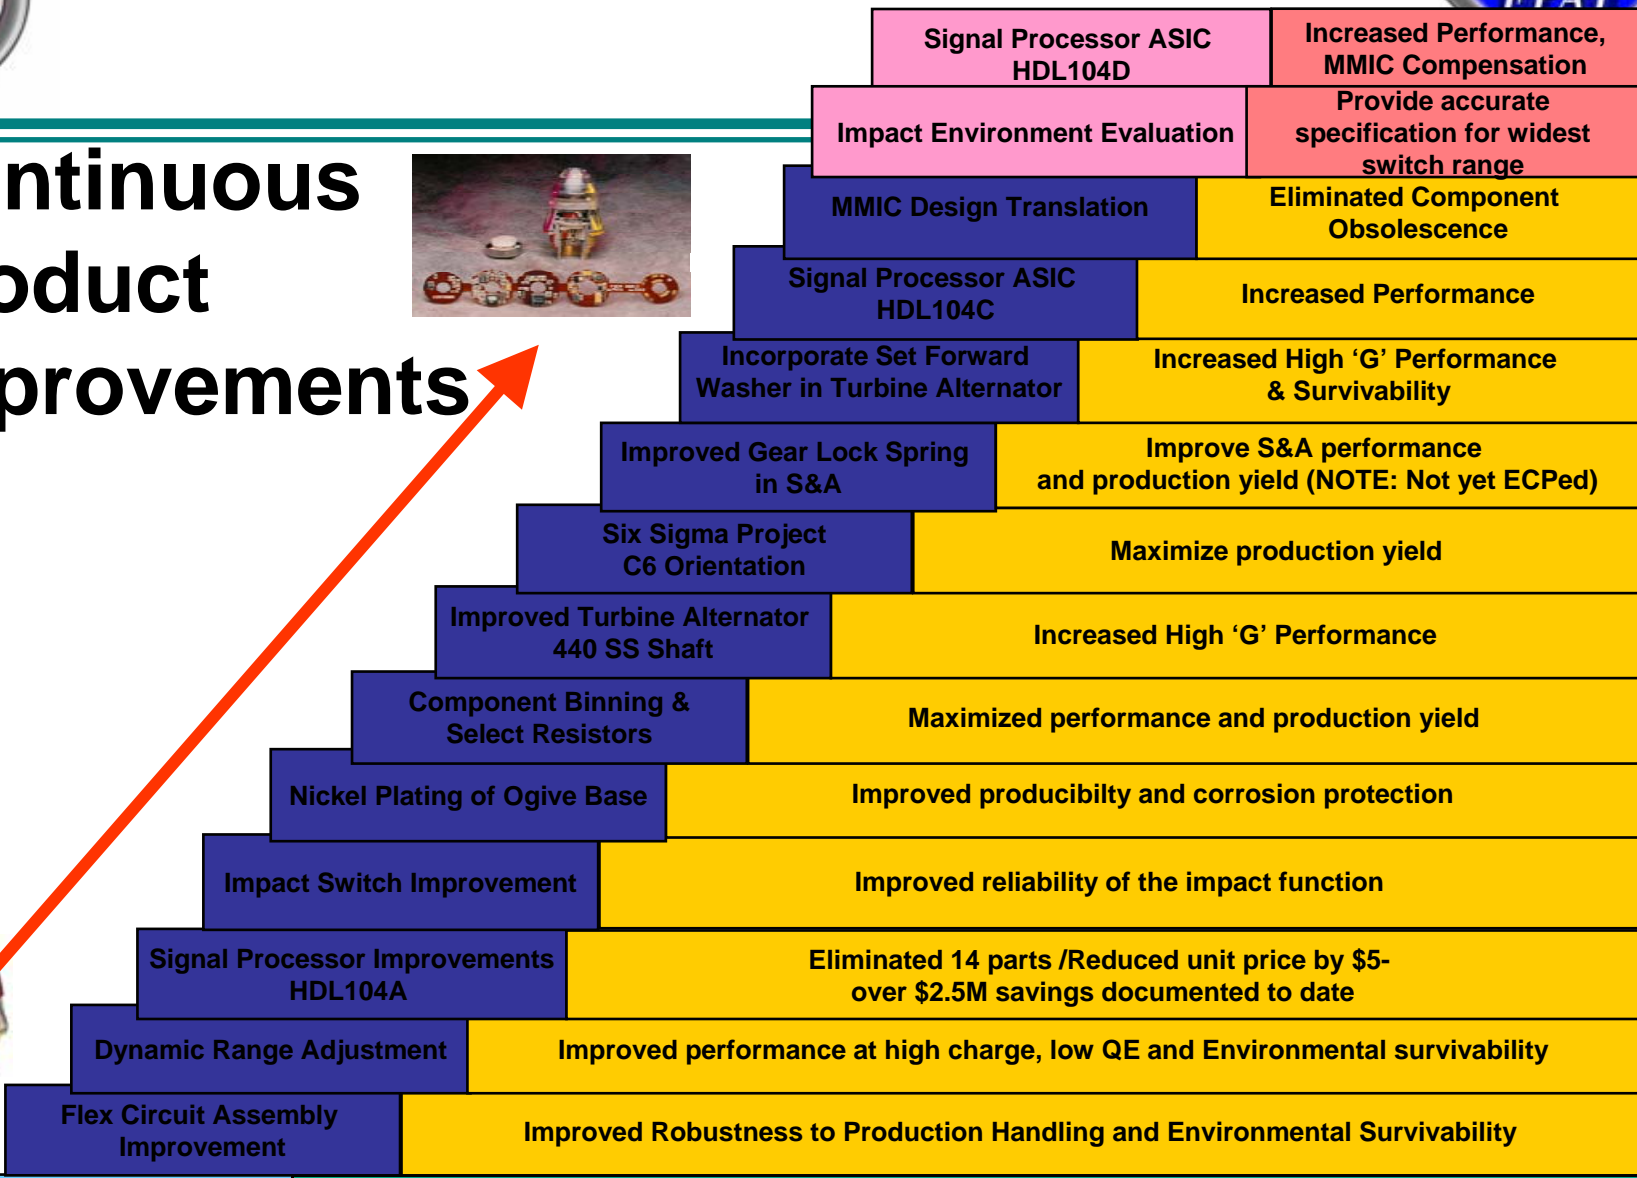 ntinuous
oduct
provements
Signal Processor ASIC
HDL104D
Increased Performance,
MMIC Compensation
Impact Environment Evaluation
Provide accurate
specification for widest
switch range
MMIC Design Translation
Eliminated Component
Obsolescence
Signal Processor ASIC
HDL104C
Increased Performance
Incorporate Set Forward
Washer in Turbine Alternator
Increased High ‘G’ Performance
& Survivability
Improved Gear Lock Spring
in S&A
Improve S&A performance
and production yield (NOTE: Not yet ECPed)
Six Sigma Project
C6 Orientation
Maximize production yield
Improved Turbine Alternator
440 SS Shaft
Increased High ‘G’ Performance
Component Binning &
Select Resistors
Maximized performance and production yield
Nickel Plating of Ogive Base
Improved producibilty and corrosion protection
Impact Switch Improvement
Improved reliability of the impact function
Signal Processor Improvements
HDL104A
Eliminated 14 parts /Reduced unit price by $5-
over $2.5M savings documented to date
Dynamic Range Adjustment
Improved performance at high charge, low QE and Environmental survivability
Flex Circuit Assembly
Improvement
Improved Robustness to Production Handling and Environmental Survivability